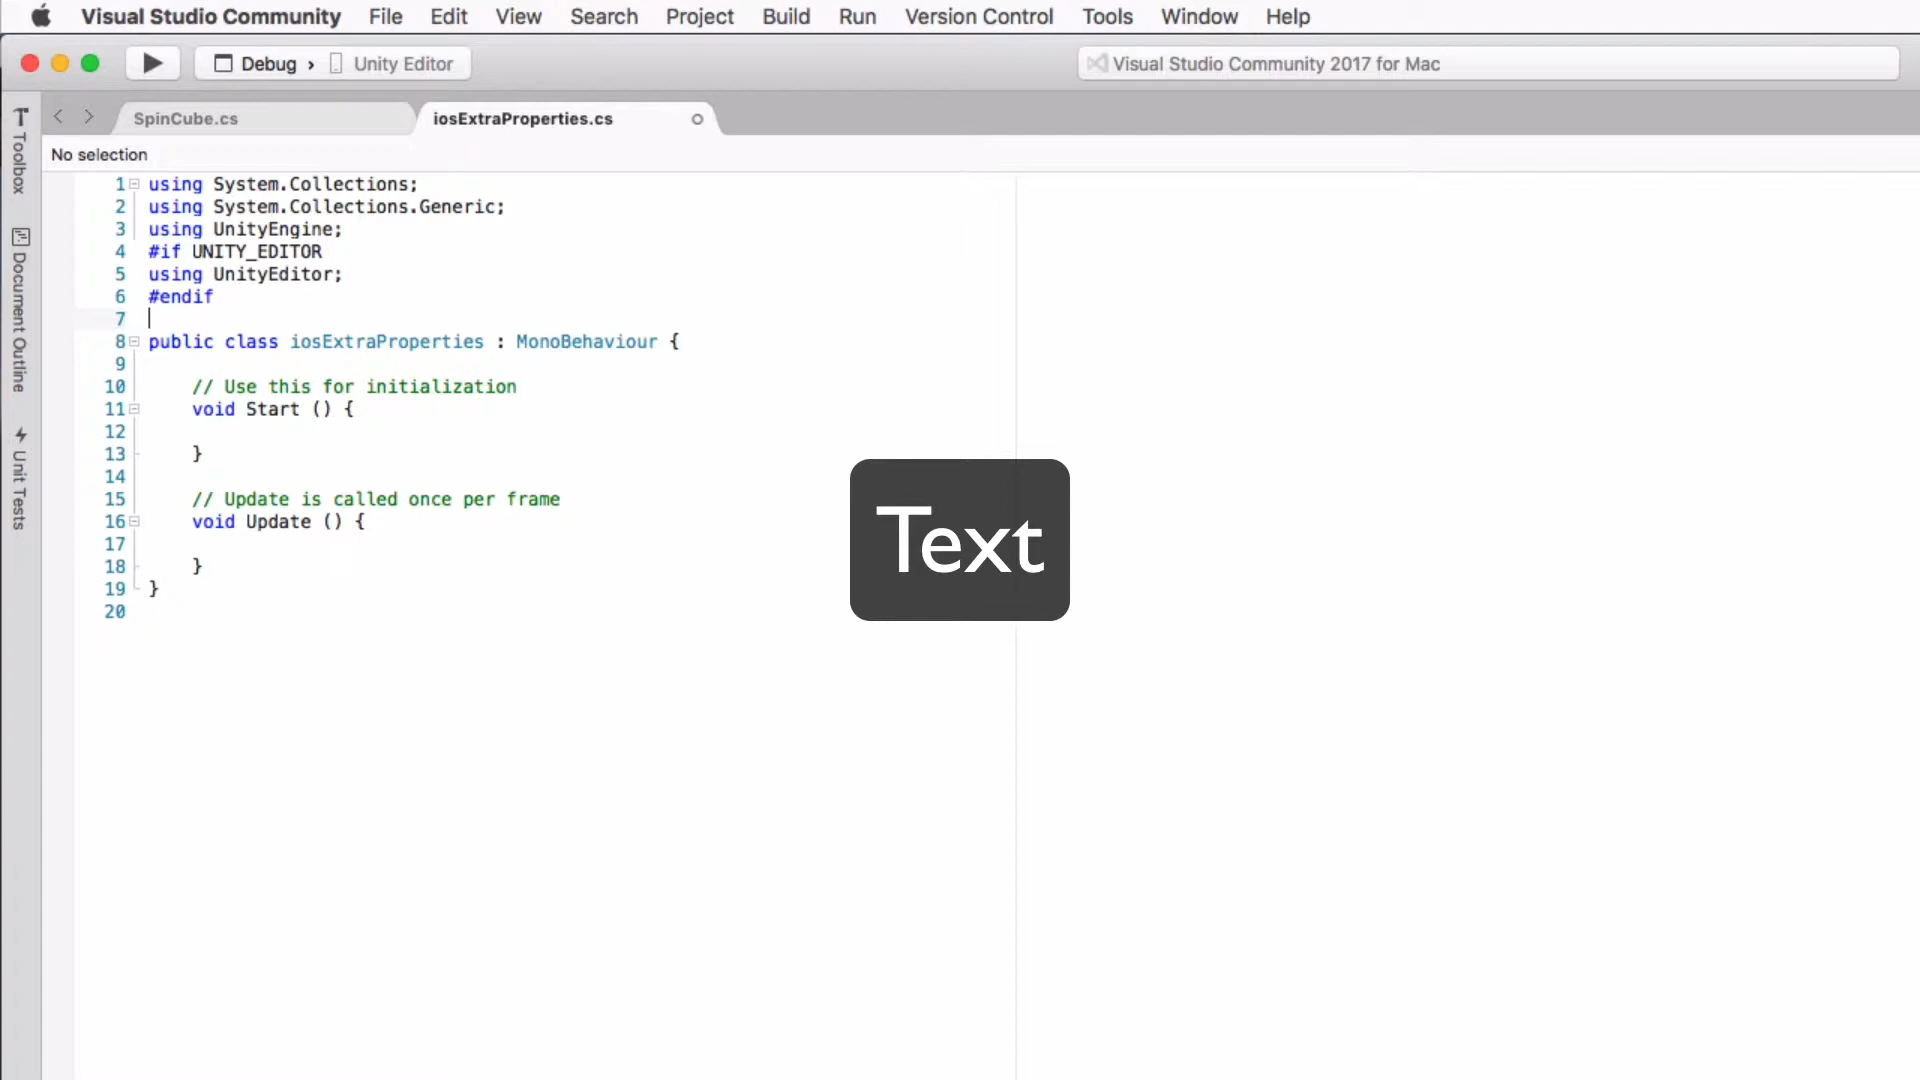 Visual Studio Community File Edit View Search Project Build Run Version Control Tools Window Help
Debug › Unity Editor
Visual Studio Community 2017 for Mac
SpinCube.cs
iosExtraProperties.cs
No selection
Toolbox
Document Outline
Unit Tests
1 using System.Collections;
2 using System.Collections.Generic;
3 using UnityEngine;
4 #if UNITY_EDITOR
5 using UnityEditor;
6 #endif
7
8 public class iosExtraProperties : MonoBehaviour {
9
10 // Use this for initialization
11 void Start () {
12
13 }
14
15 // Update is called once per frame
16 void Update () {
17
18 }
19 }
20
Text